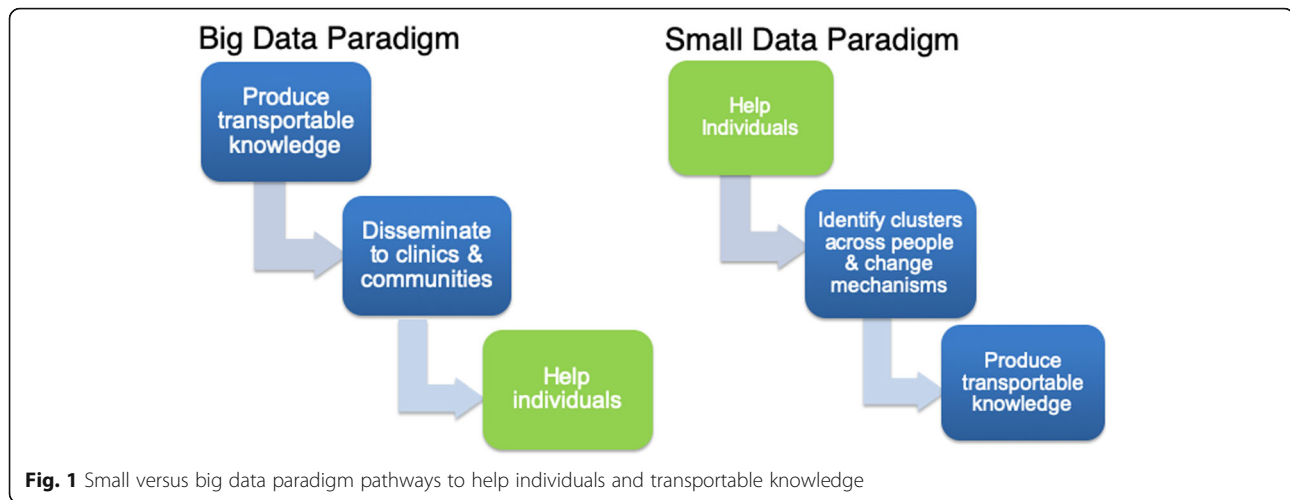 Big Data Paradigm
Produce
transportable
knowledge
Disseminate
to clinics &
communities
Help
individuals
Small Data Paradigm
Help
Individuals
Identify clusters
across people
& change
mechanisms
Produce
transportable
knowledge
Fig. 1 Small versus big data paradigm pathways to help individuals and transportable knowledge